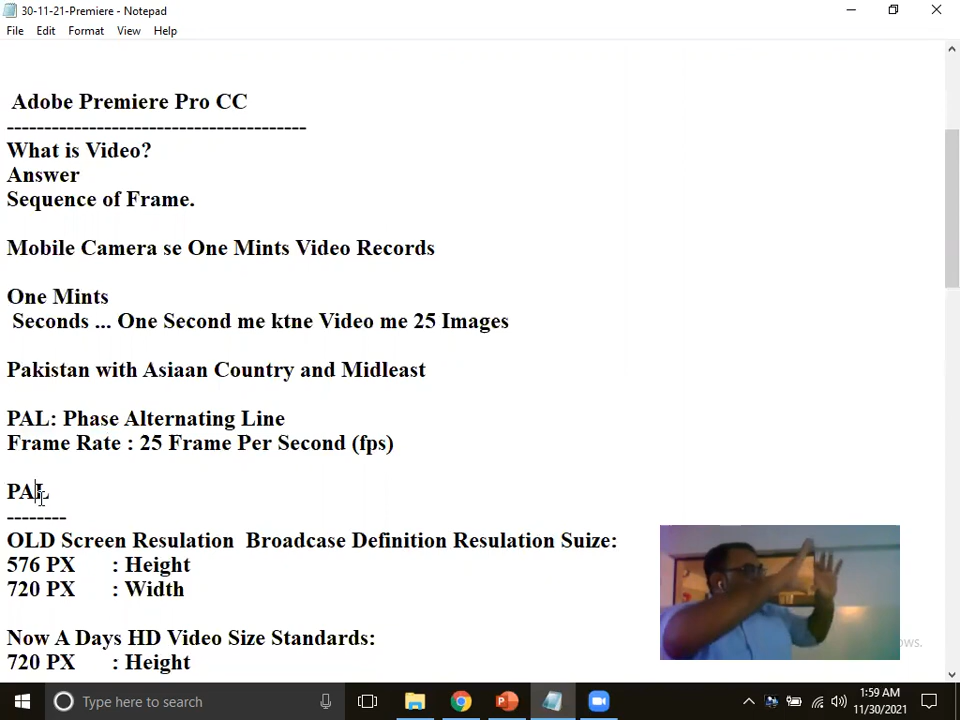 30-11-21-Premiere - Notepad
File Edit Format View Help
Adobe Premiere Pro CC
----------------------------------------
What is Video?
Answer
Sequence of Frame.
Mobile Camera se One Mints Video Records
One Mints
Seconds ... One Second me ktne Video me 25 Images
Pakistan with Asiaan Country and Midleast
PAL: Phase Alternating Line
Frame Rate : 25 Frame Per Second (fps)
PAL
--------
OLD Screen Resulation Broadcase Definition Resulation Suize:
576 PX : Height
720 PX : Width
Now A Days HD Video Size Standards:
720 PX : Height
Type here to search
1:59 AM
11/30/2021